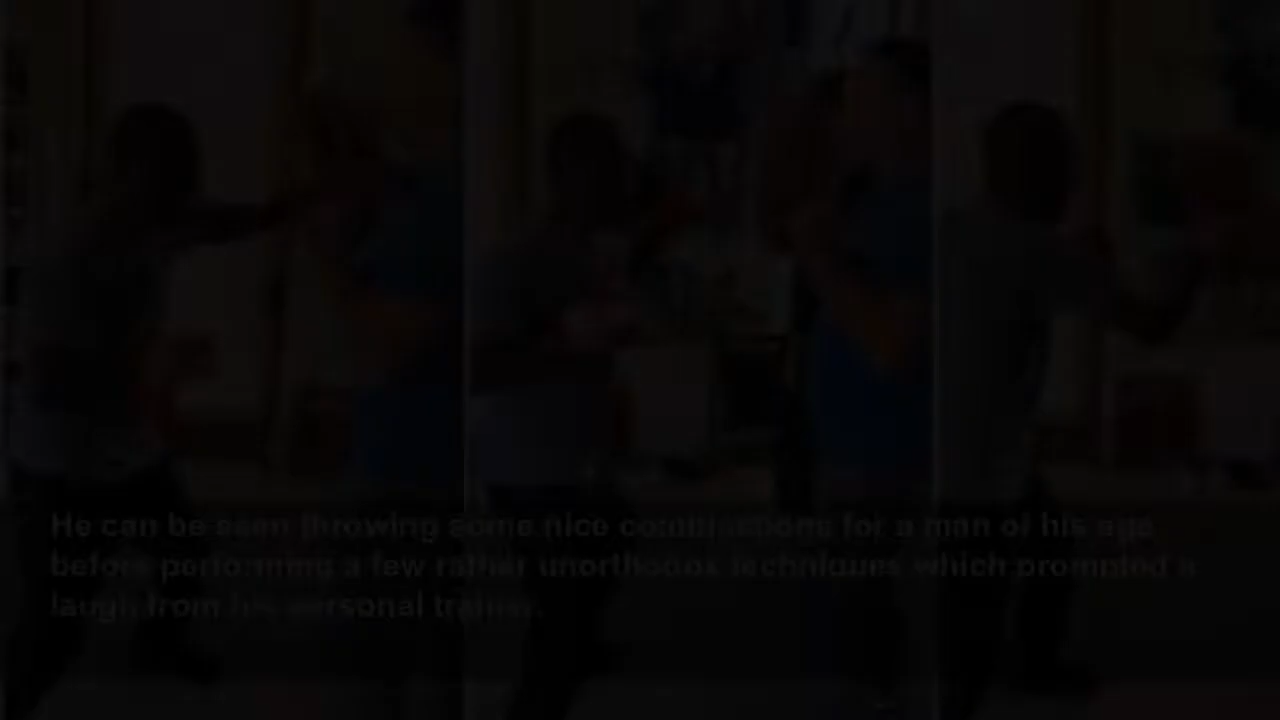 He can be seen throwing some nice combinations for a man of his age
before performing a few rather unorthodox techniques which prompted a
laugh from his personal trainer.